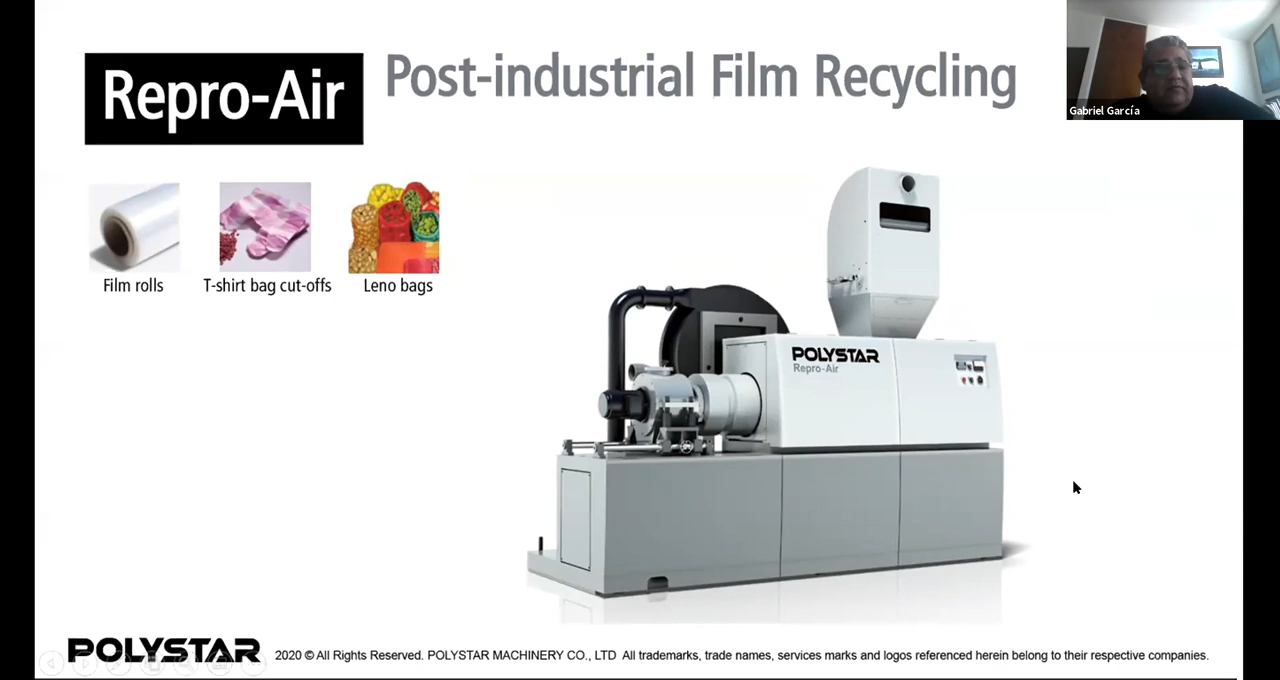 Repro-Air
Post-industrial Film Recycling
Gabriel García
Film rolls
T-shirt bag cut-offs
Leno bags
POLYSTAR
Repro-Air
POLYSTAR
2020 © All Rights Reserved. POLYSTAR MACHINERY CO., LTD All trademarks, trade names, services marks and logos referenced herein belong to their respective companies.